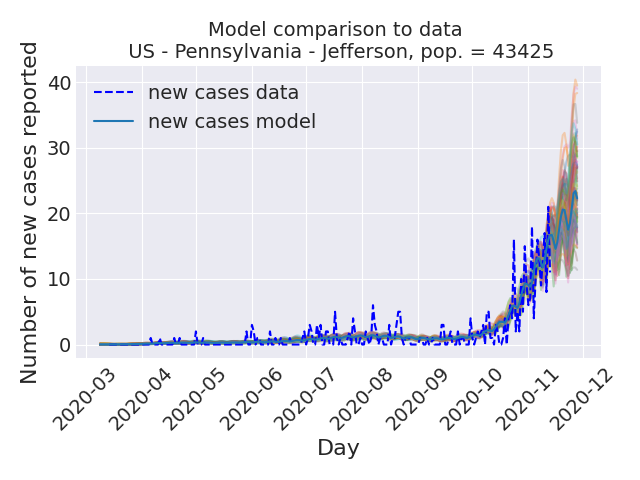 Model comparison to data
US - Pennsylvania - Jefferson, pop. = 43425
Number of new cases reported
40
30
20
10
0
new cases data
new cases model
2020-03
2020-04
2020-05
2020-06
2020-07
2020-08
2020-09
2020-10
2020-11
2020-12
Day